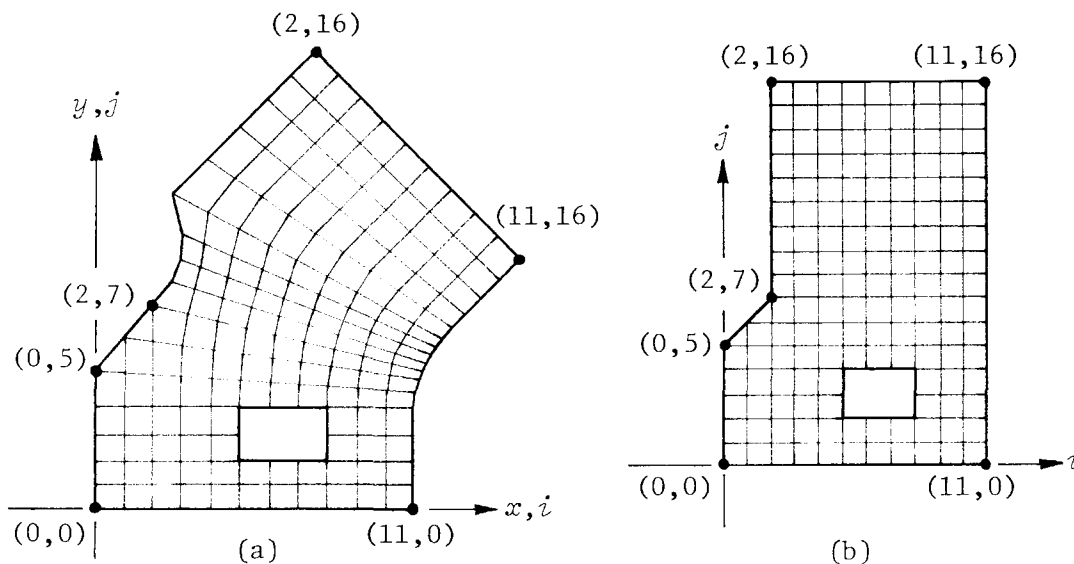 (2,16)
y,j
(11,16)
(2,7)
(0,5)
(0,0)
(11,0)
x,i
(a)
(2,16)
(11,16)
j
(2,7)
(0,5)
(0,0)
(11,0)
i
(b)